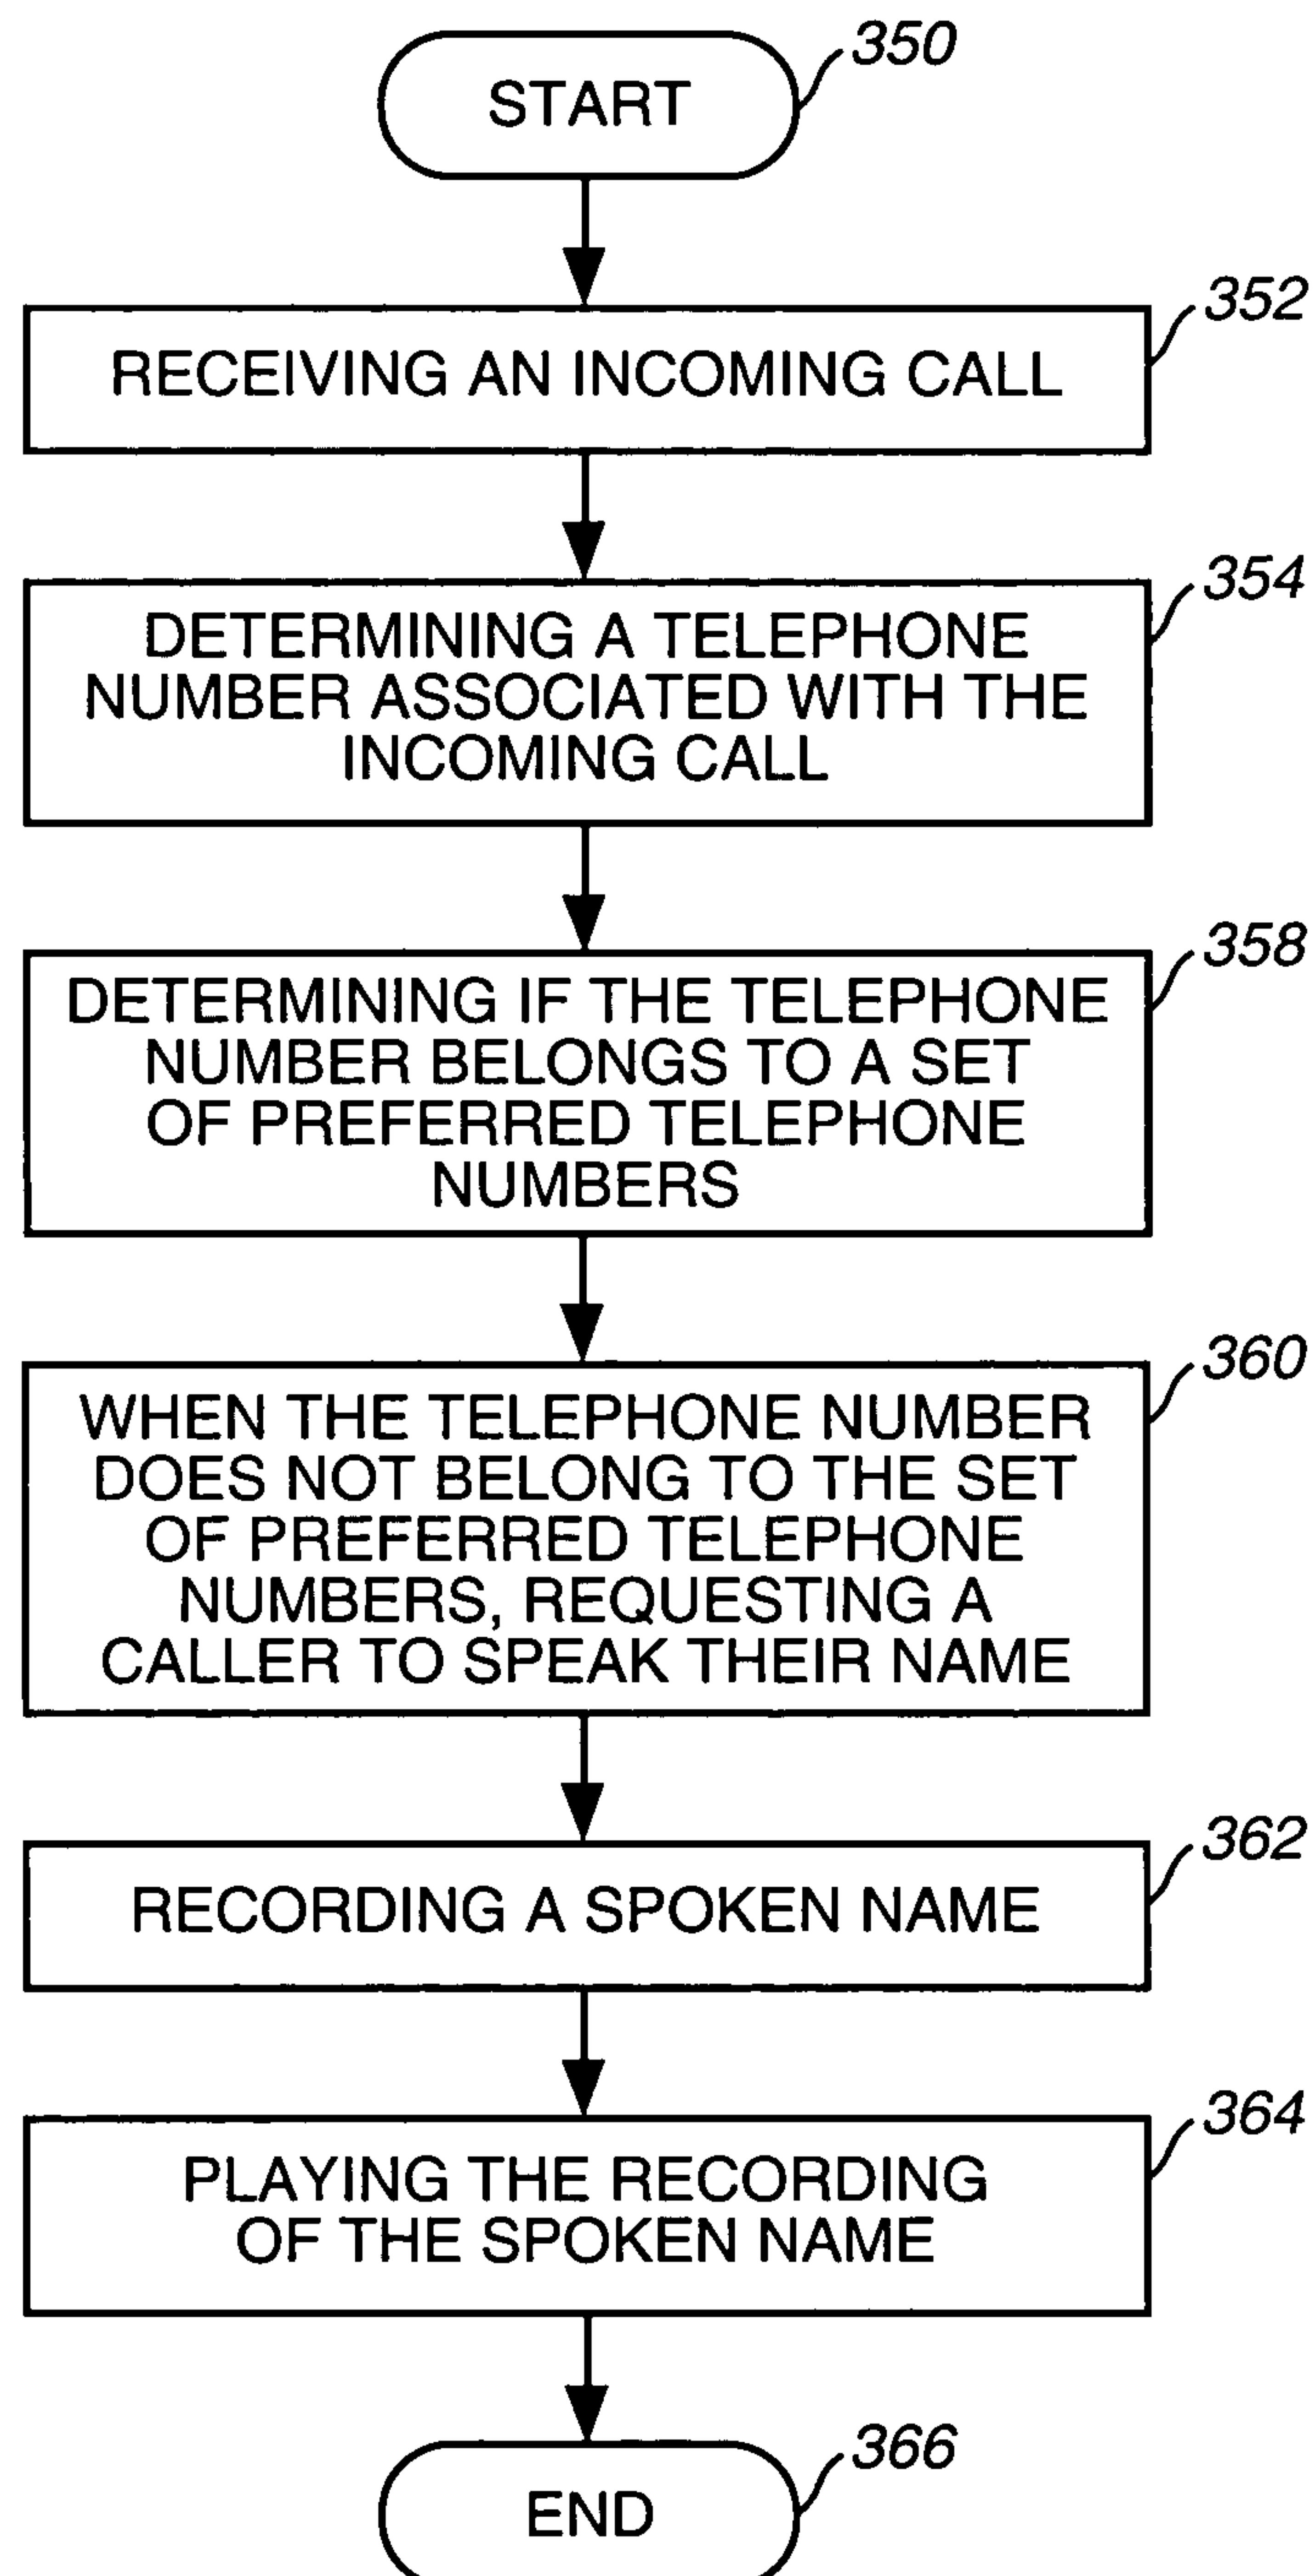 START
350
RECEIVING AN INCOMING CALL
352
DETERMINING A TELEPHONE
NUMBER ASSOCIATED WITH THE
INCOMING CALL
354
DETERMINING IF THE TELEPHONE
NUMBER BELONGS TO A SET
OF PREFERRED TELEPHONE
NUMBERS
358
WHEN THE TELEPHONE NUMBER
DOES NOT BELONG TO THE SET
OF PREFERRED TELEPHONE
NUMBERS, REQUESTING A
CALLER TO SPEAK THEIR NAME
360
RECORDING A SPOKEN NAME
362
PLAYING THE RECORDING
OF THE SPOKEN NAME
364
END
366